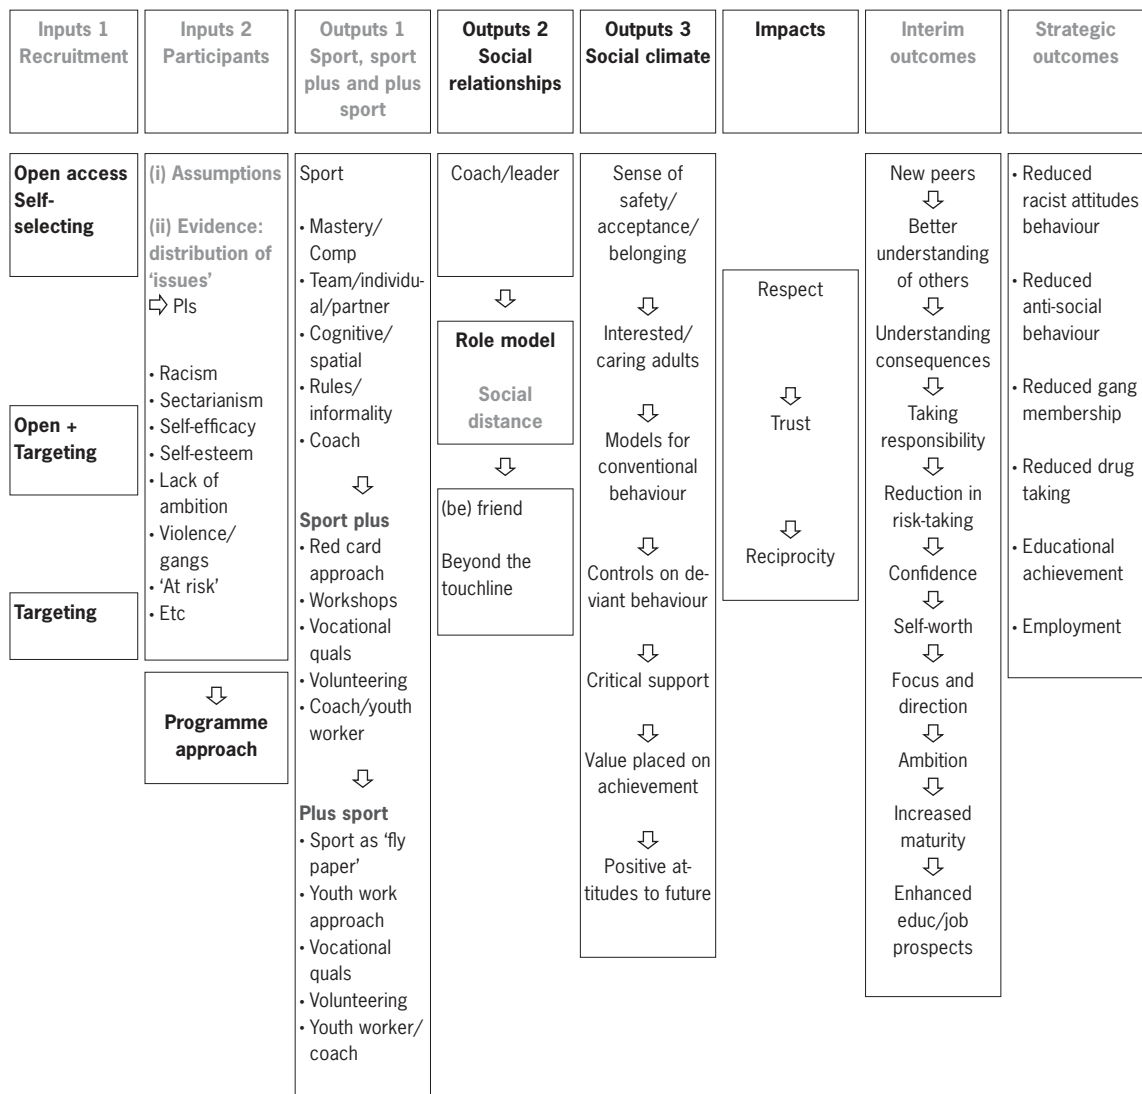 Inputs 1
Recruitment
Inputs 2
Participants
Outputs 1
Sport, sport
plus and plus
sport
Outputs 2
Social
relationships
Outputs 3
Social climate
Impacts
Interim
outcomes
Strategic
outcomes
Open access
Self-
selecting
Open +
Targeting
Targeting
(i) Assumptions
(ii) Evidence:
distribution of
‘issues’
⇨ PIs
• Racism
• Sectarianism
• Self-efficacy
• Self-esteem
• Lack of
ambition
• Violence/
gangs
• ‘At risk’
• Etc
Programme
approach
Sport
• Mastery/
Comp
• Team/individu-
al/partner
• Cognitive/
spatial
• Rules/
informality
• Coach
Sport plus
• Red card
approach
• Workshops
• Vocational
quals
• Volunteering
• Coach/youth
worker
Plus sport
• Sport as ‘fly
paper’
• Youth work
approach
• Vocational
quals
• Volunteering
• Youth worker/
coach
Coach/leader
Role model
Social
distance
(be) friend
Beyond the
touchline
Sense of
safety/
acceptance/
belonging
Interested/
caring adults
Models for
conventional
behaviour
Controls on de-
viant behaviour
Critical support
Value placed on
achievement
Positive at-
titudes to future
Respect
Trust
Reciprocity
New peers
Better
understanding
of others
Understanding
consequences
Taking
responsibility
Reduction in
risk-taking
Confidence
Self-worth
Focus and
direction
Ambition
Increased
maturity
Enhanced
educ/job
prospects
• Reduced
racist attitudes
behaviour
• Reduced
anti-social
behaviour
• Reduced gang
membership
• Reduced drug
taking
• Educational
achievement
• Employment